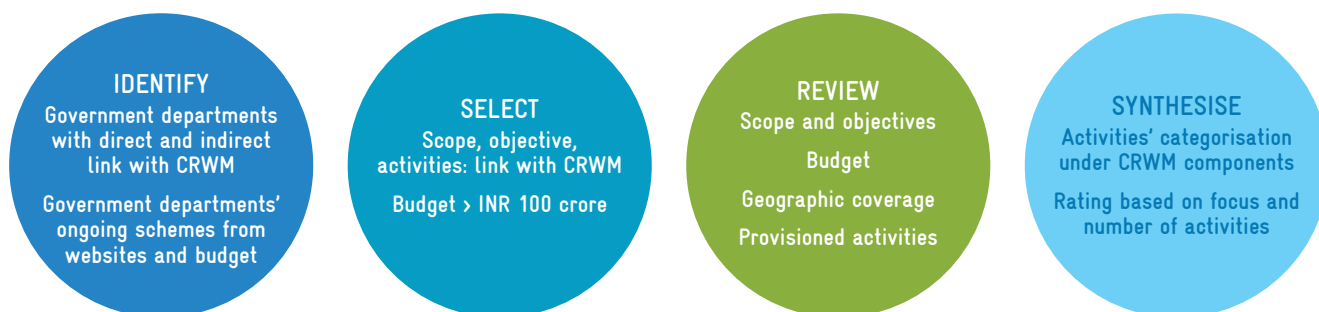 IDENTIFY
Government departments
with direct and indirect
link with CRWM
Government departments'
ongoing schemes from
websites and budget
SELECT
Scope, objective,
activities: link with CRWM
Budget > INR 100 crore
REVIEW
Scope and objectives
Budget
Geographic coverage
Provisioned activities
SYNTHESISE
Activities' categorisation
under CRWM components
Rating based on focus and
number of activities